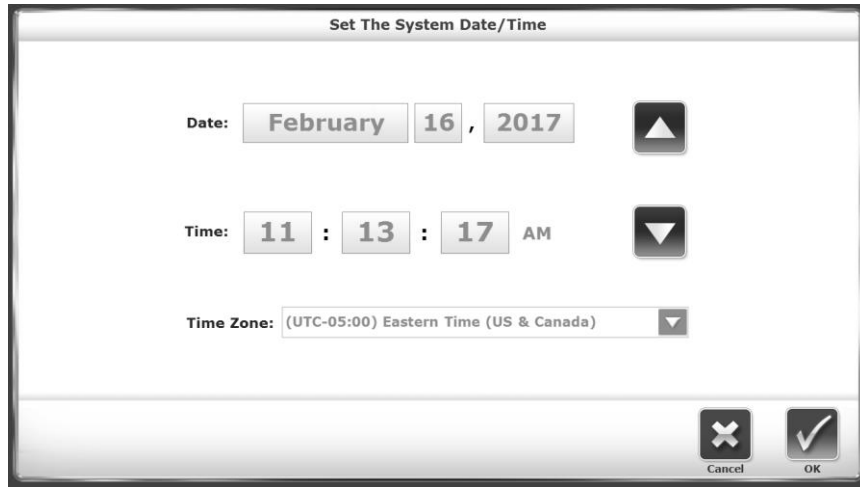 Set The System Date/Time
Date: February 16 , 2017
Time: 11 : 13 : 17 AM
Time Zone: (UTC-05:00) Eastern Time (US & Canada)
Cancel OK